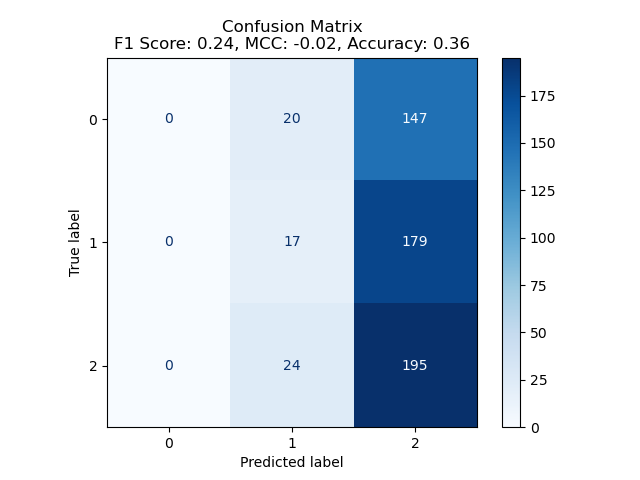 Confusion Matrix
F1 Score: 0.24, MCC: -0.02, Accuracy: 0.36
0 0 20 147
1 0 17 179
2 0 24 195
0 1 2
Predicted label
True label
175
150
125
100
75
50
25
0